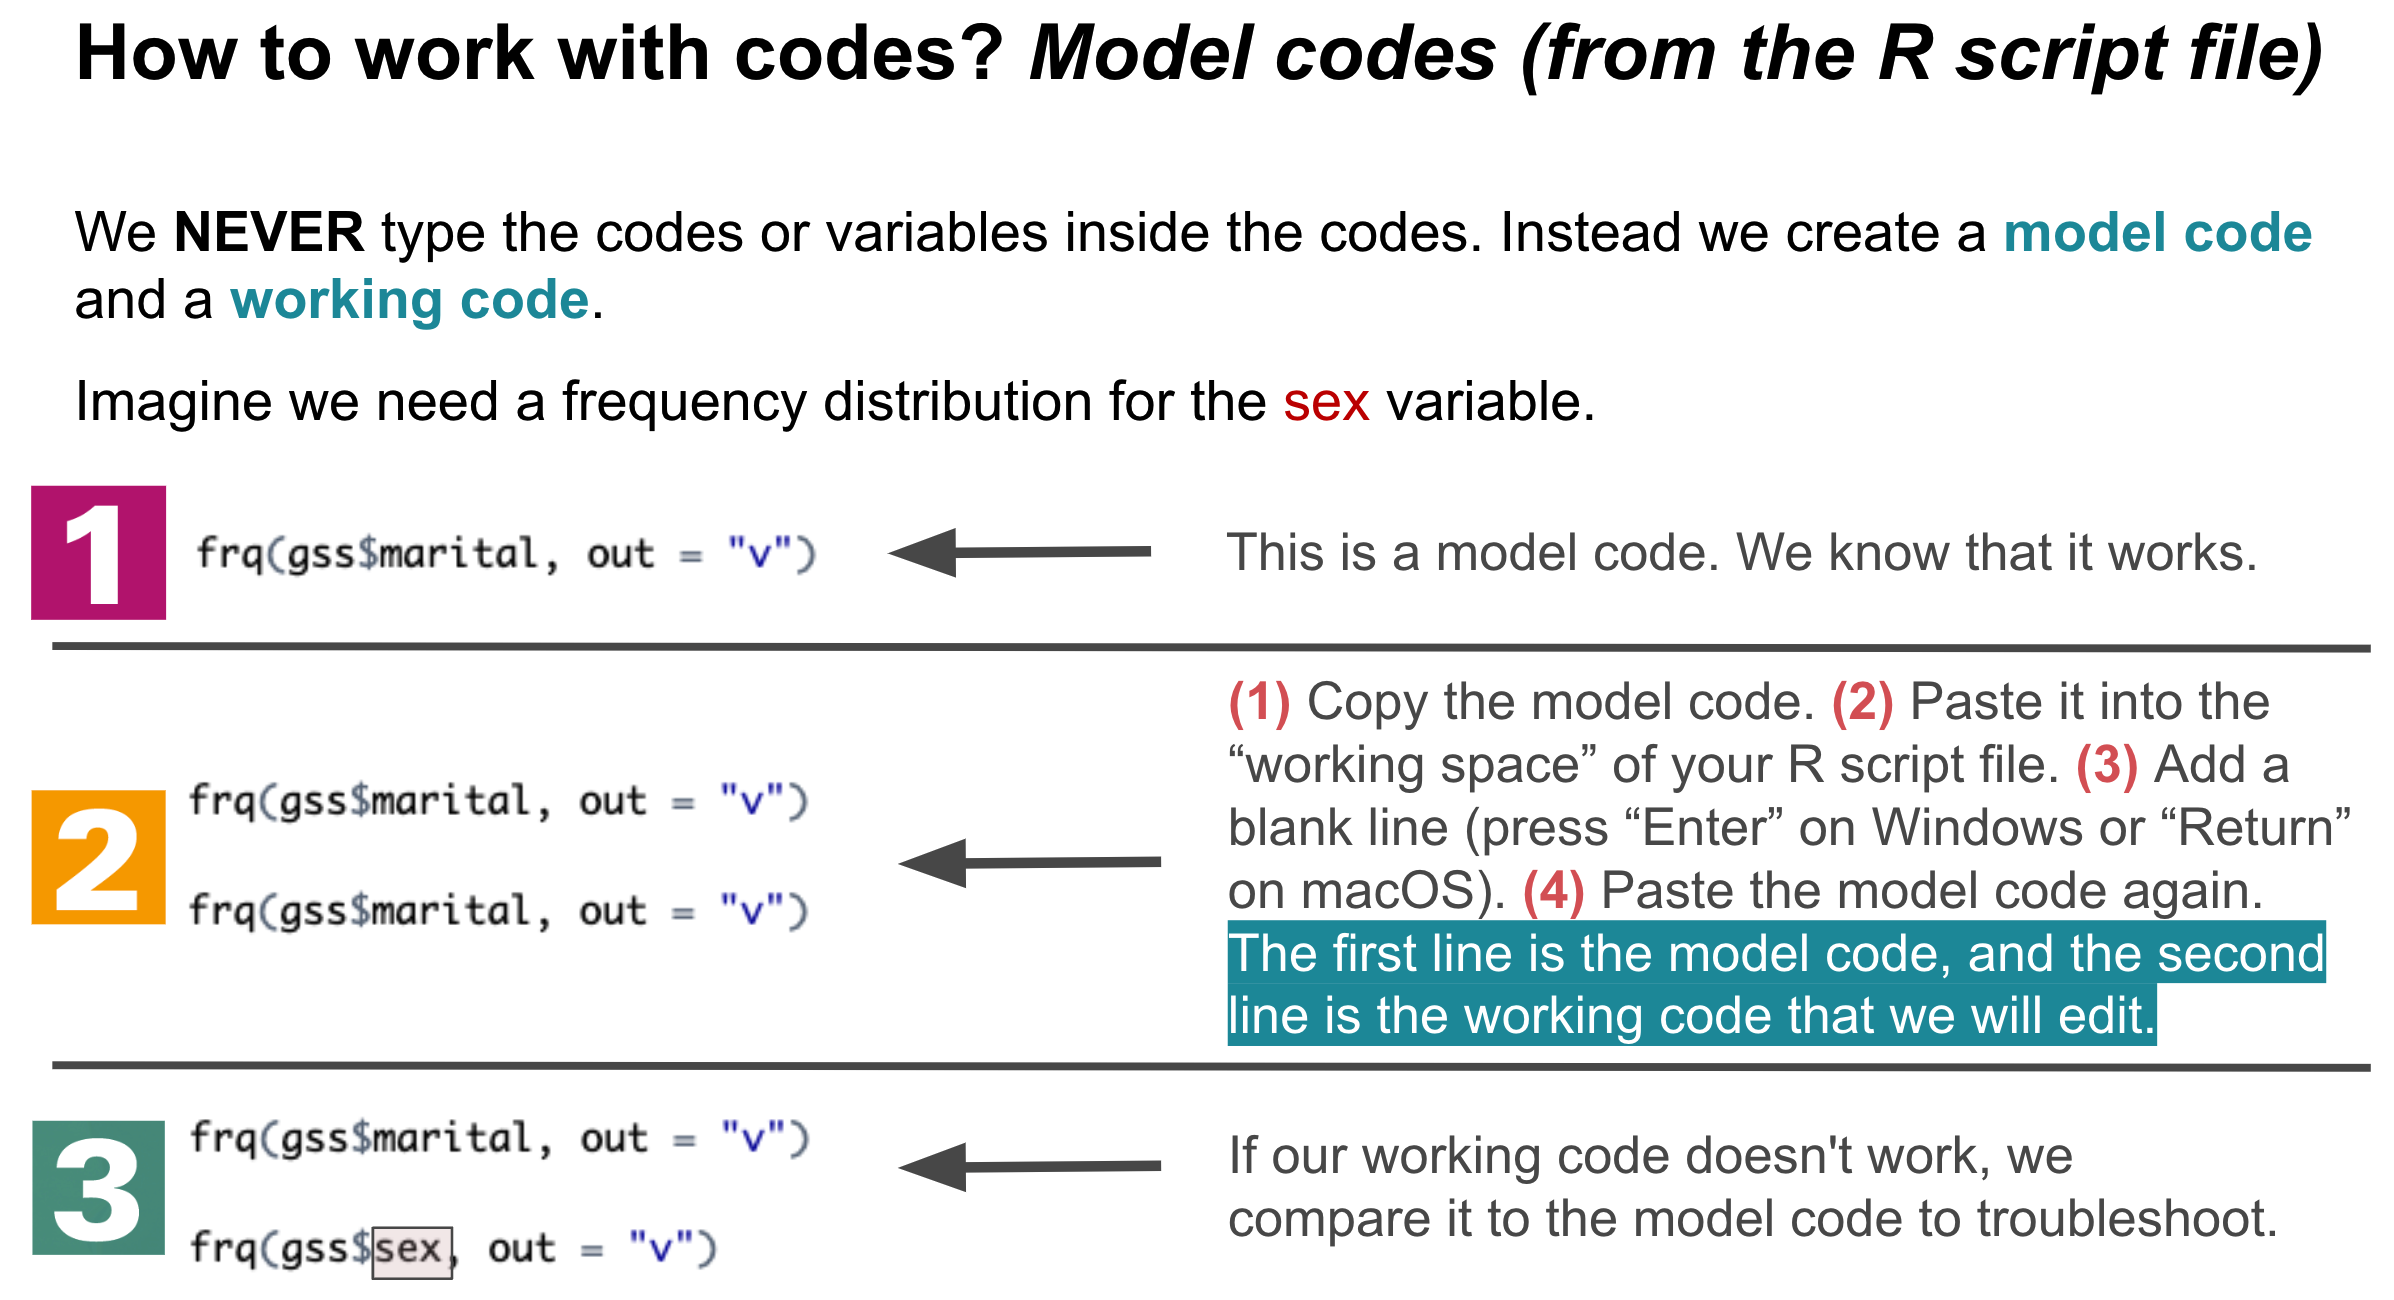 How to work with codes? Model codes (from the R script file)
We NEVER type the codes or variables inside the codes. Instead we create a model code
and a working code.
Imagine we need a frequency distribution for the sex variable.
1
frq(gss$marital, out = "v")
This is a model code. We know that it works.
2
frq(gss$marital, out = "v")
frq(gss$marital, out = "v")
(1) Copy the model code. (2) Paste it into the
“working space” of your R script file. (3) Add a
blank line (press “Enter” on Windows or “Return”
on macOS). (4) Paste the model code again.
The first line is the model code, and the second
line is the working code that we will edit.
3
frq(gss$marital, out = "v")
frq(gss$sex, out = "v")
If our working code doesn't work, we
compare it to the model code to troubleshoot.